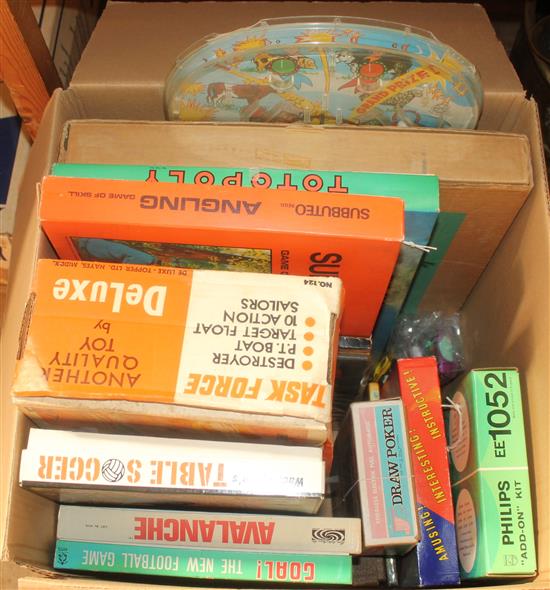 GRAND PRIZE!
TOTOPOLY
SUBBUTEO ANGLING GAME OF SKILL
DE LUXE - TOPPER LTD. HAYES, MIDDX.
NO. 124
TASK FORCE
DESTROYER
P.T. BOAT
TARGET FLOAT
10 ACTION
SAILORS
ANOTHER
QUALITY
TOY
by
DeLuxe
TABLE SOCCER
AVALANCHE
GOAL! THE NEW FOOTBALL GAME
DRAW POKER
AMUSING! INTERESTING! INSTRUCTIVE!
PHILIPS EE1052
"ADD-ON" KIT